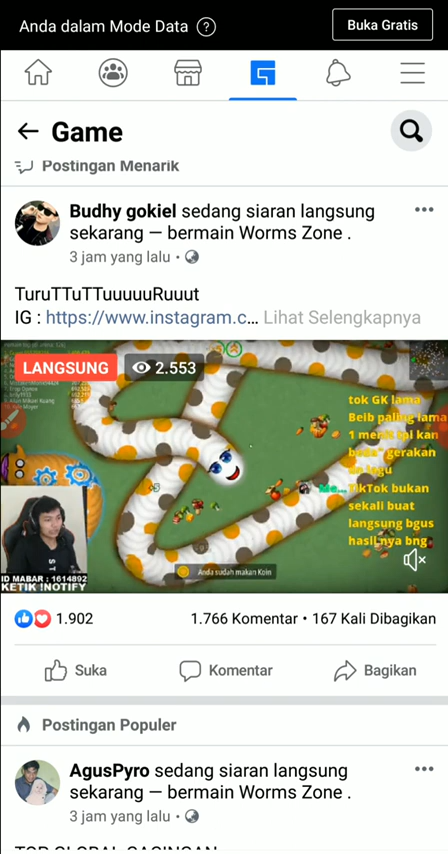 Anda dalam Mode Data
Buka Gratis
Game
Postingan Menarik
Budhy gokiel sedang siaran langsung
sekarang — bermain Worms Zone .
3 jam yang lalu
TuruTTuTTuuuuuRuuut
IG : https://www.instagram.c... Lihat Selengkapnya
LANGSUNG
2.553
tok GK lama
Beib paling lama
1 menit tpl kan
beda" gerakan
Me... TikTok bukan
sekali buat
langsung bgus
hasilnya bng
ID MABAR : 1614892
KETIK !NOTIFY
Anda sudah makan Koin
1.902
1.766 Komentar • 167 Kali Dibagikan
Suka
Komentar
Bagikan
Postingan Populer
AgusPyro sedang siaran langsung
sekarang — bermain Worms Zone .
3 jam yang lalu